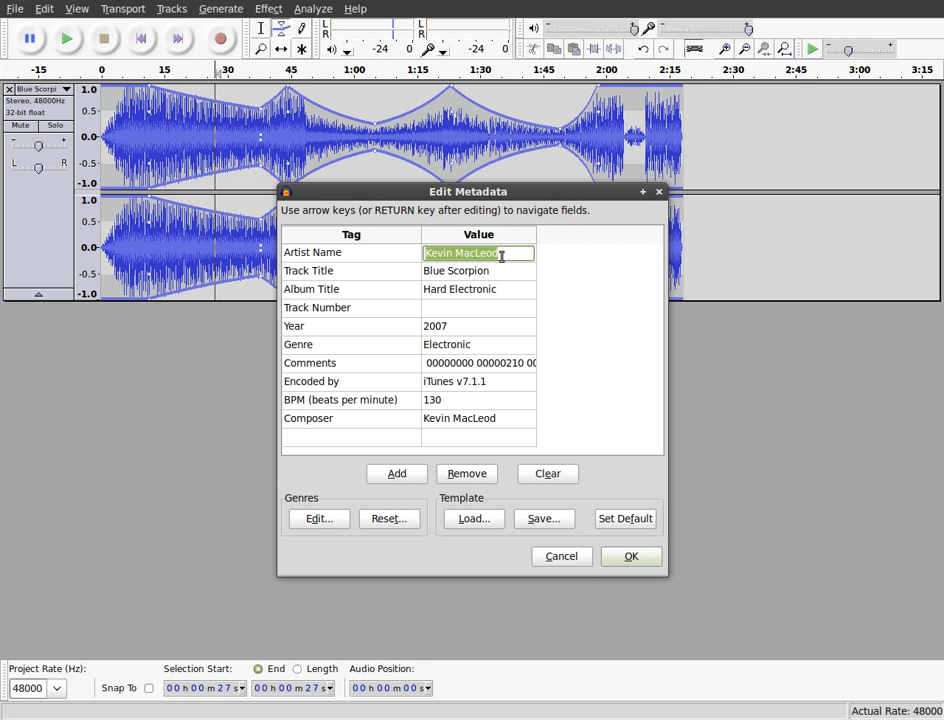 File Edit View Transport Tracks Generate Effect Analyze Help
L
R
L
R
-24 0
-24 0
- +
- +
- +
-15 0 15 30 45 1:00 1:15 1:30 1:45 2:00 2:15 2:30 2:45 3:00 3:15
Blue Scorpi
Stereo, 48000Hz
32-bit float
Mute Solo
- +
L R
1.0
0.5
0.0
-0.5
-1.0
1.0
0.5
0.0
-0.5
-1.0
Edit Metadata
Use arrow keys (or RETURN key after editing) to navigate fields.
Tag Value
Artist Name Kevin MacLeod
Track Title Blue Scorpion
Album Title Hard Electronic
Track Number
Year 2007
Genre Electronic
Comments 00000000 00000210 00
Encoded by iTunes v7.1.1
BPM (beats per minute) 130
Composer Kevin MacLeod
Add Remove Clear
Genres Template
Edit... Reset... Load... Save... Set Default
Cancel OK
Project Rate (Hz): Selection Start: End Length Audio Position:
48000 Snap To 00 h 00 m 27 s 00 h 00 m 27 s 00 h 00 m 00 s
Actual Rate: 48000